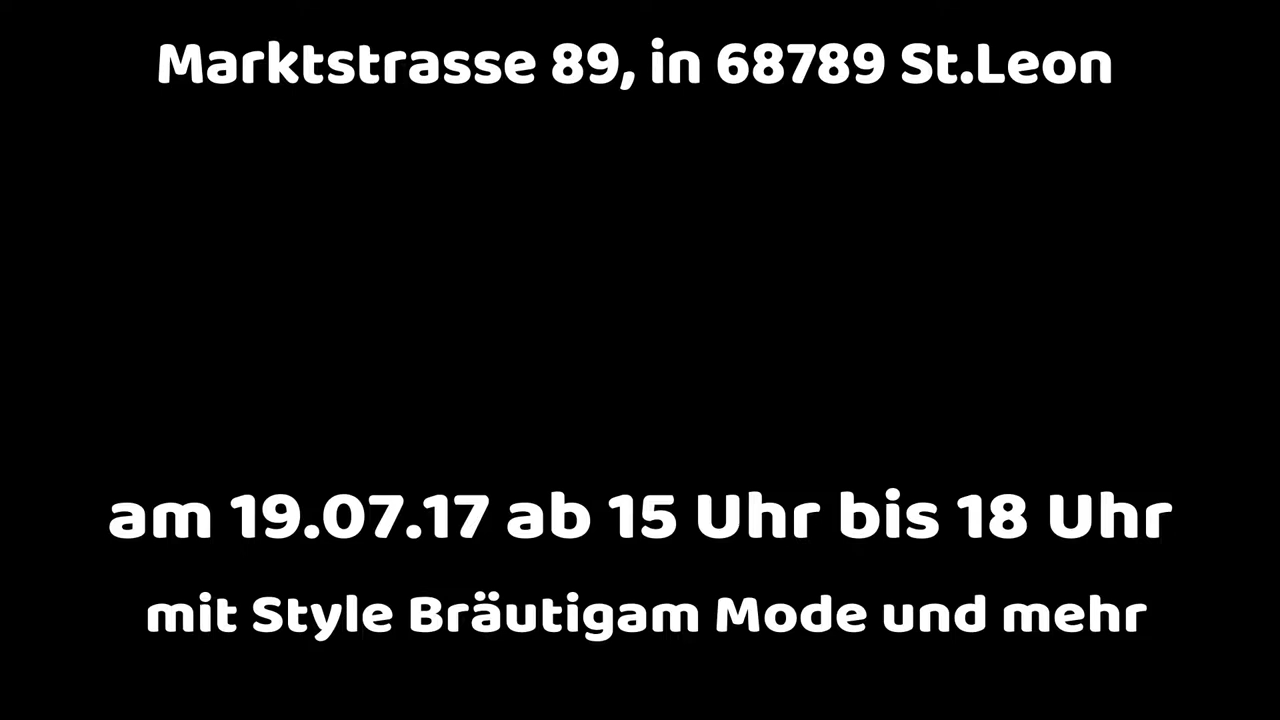 Marktstrasse 89, in 68789 St.Leon
am 19.07.17 ab 15 Uhr bis 18 Uhr
mit Style Bräutigam Mode und mehr